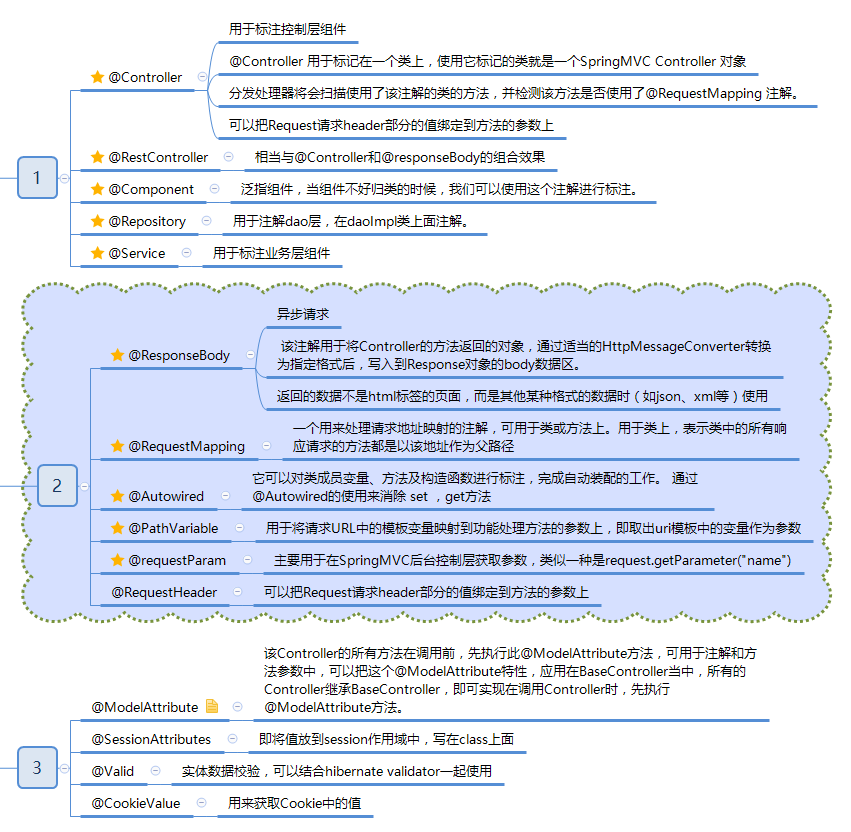 用于标注控制层组件
@Controller 用于标记在一个类上，使用它标记的类就是一个SpringMVC Controller 对象
@Controller
分发处理器将会扫描使用了该注解的类的方法，并检测该方法是否使用了@RequestMapping 注解。
可以把Request请求header部分的值绑定到方法的参数上
1
@RestController
相当与@Controller和@responseBody的组合效果
@Component
泛指组件，当组件不好归类的时候，我们可以使用这个注解进行标注。
@Repository
用于注解dao层，在daoImpl类上面注解。
@Service
用于标注业务层组件
异步请求
@ResponseBody
该注解用于将Controller的方法返回的对象，通过适当的HttpMessageConverter转换
为指定格式后，写入到Response对象的body数据区。
返回的数据不是html标签的页面，而是其他某种格式的数据时（如json、xml等）使用
@RequestMapping
一个用来处理请求地址映射的注解，可用于类或方法上。用于类上，表示类中的所有响
应请求的方法都是以该地址作为父路径
2
@Autowired
它可以对类成员变量、方法及构造函数进行标注，完成自动装配的工作。 通过
@Autowired的使用来消除 set ，get方法
@PathVariable
用于将请求URL中的模板变量映射到功能处理方法的参数上，即取出uri模板中的变量作为参数
@requestParam
主要用于在SpringMVC后台控制层获取参数，类似一种是request.getParameter("name")
@RequestHeader
可以把Request请求header部分的值绑定到方法的参数上
该Controller的所有方法在调用前，先执行此@ModelAttribute方法，可用于注解和方
法参数中，可以把这个@ModelAttribute特性，应用在BaseController当中，所有的
Controller继承BaseController，即可实现在调用Controller时，先执行
@ModelAttribute方法。
@ModelAttribute
@SessionAttributes
即将值放到session作用域中，写在class上面
3
@Valid
实体数据校验，可以结合hibernate validator一起使用
@CookieValue
用来获取Cookie中的值